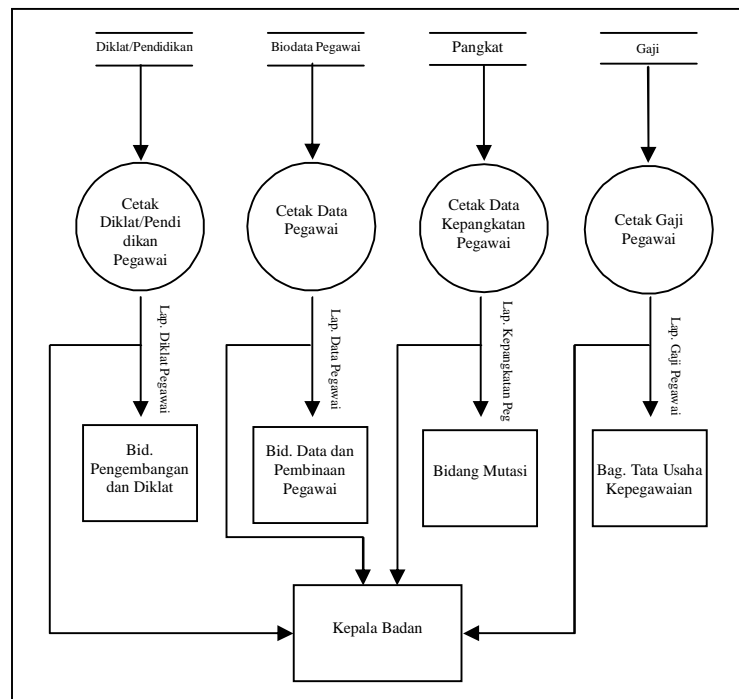 Diklat/Pendidikan
Biodata Pegawai
Pangkat
Gaji
Cetak
Diklat/Pendi
dikan
Pegawai
Cetak Data
Pegawai
Cetak Data
Kepangkatan
Pegawai
Cetak Gaji
Pegawai
Lap. Diklat Pegawai
Lap. Data Pegawai
Lap. Kepangkatan Peg
Lap. Gaji Pegawai
Bid.
Pengembangan
dan Diklat
Bid. Data dan
Pembinaan
Pegawai
Bidang Mutasi
Bag. Tata Usaha
Kepegawaian
Kepala Badan